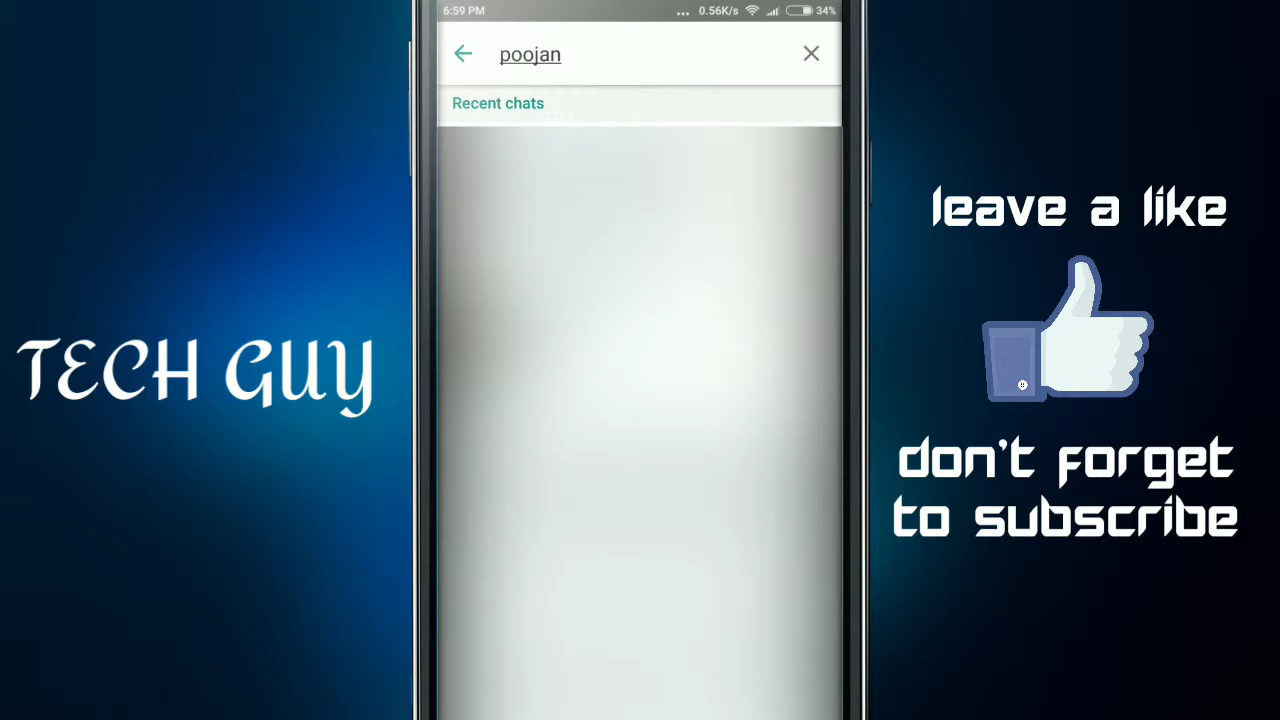 6:59 PM ... 0.56K/s 34%
poojan
Recent chats
TECH GUY
leave a like
don't forget
to subscribe